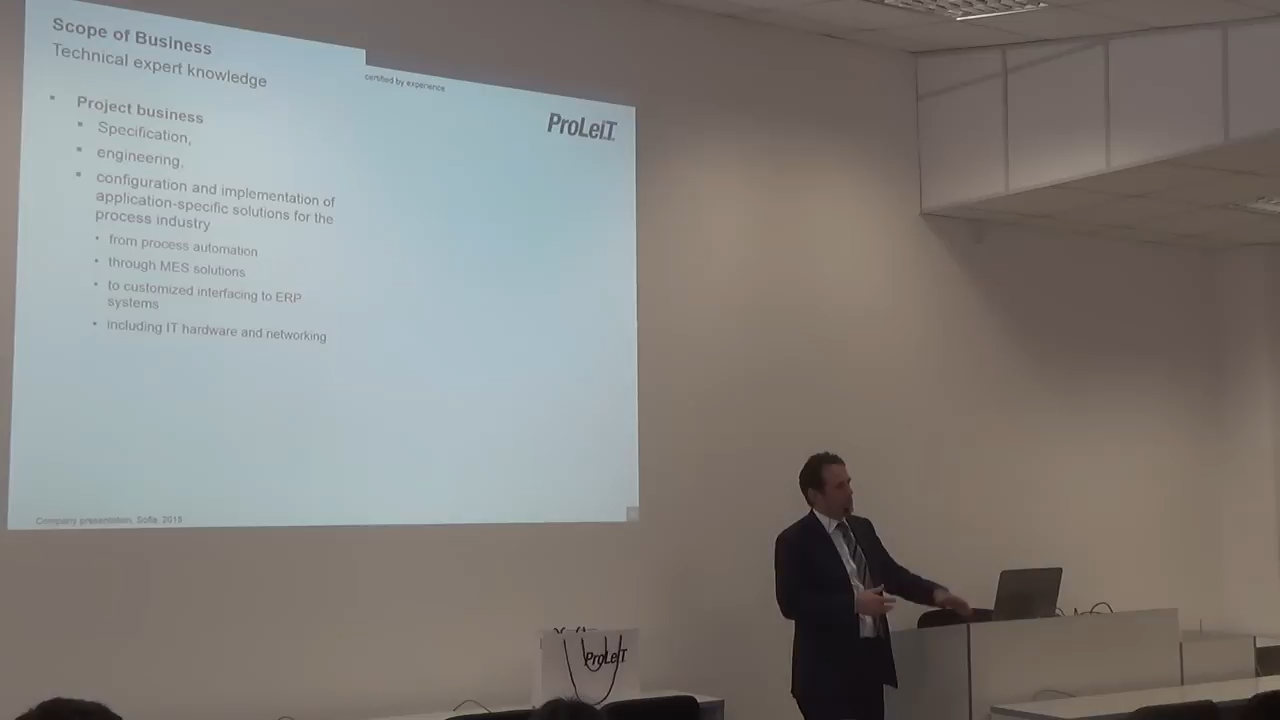 Scope of Business
Technical expert knowledge
certified by experience
ProLeiT
Project business
Specification,
engineering,
configuration and implementation of
application-specific solutions for the
process industry
from process automation
through MES solutions
to customized interfacing to ERP
systems
including IT hardware and networking
Company presentation, Sofia, 2015
ProLeiT